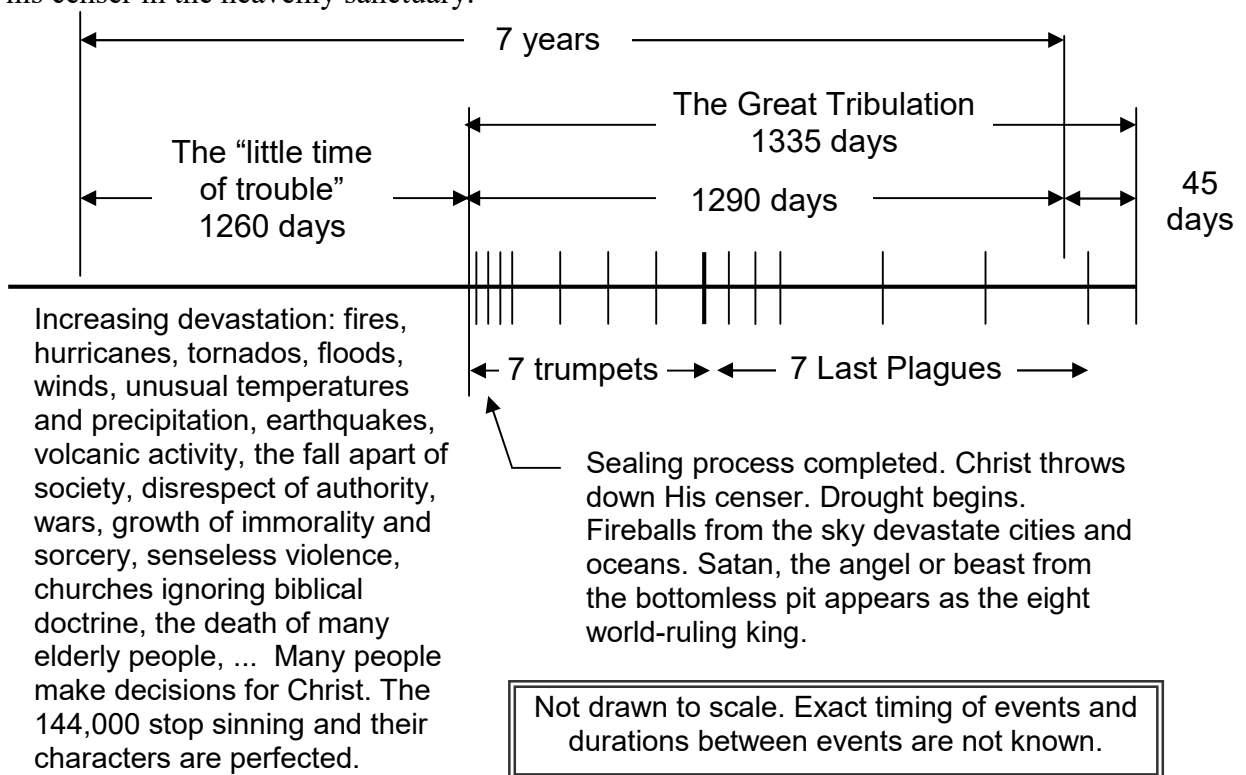 his censer in the heavenly sanctuary.
7 years
The Great Tribulation
1335 days
The “little time
of trouble”
1260 days
1290 days
45
days
Increasing devastation: fires,
hurricanes, tornados, floods,
winds, unusual temperatures
and precipitation, earthquakes,
volcanic activity, the fall apart of
society, disrespect of authority,
wars, growth of immorality and
sorcery, senseless violence,
churches ignoring biblical
doctrine, the death of many
elderly people, ... Many people
make decisions for Christ. The
144,000 stop sinning and their
characters are perfected.
7 trumpets
7 Last Plagues
Sealing process completed. Christ throws
down His censer. Drought begins.
Fireballs from the sky devastate cities and
oceans. Satan, the angel or beast from
the bottomless pit appears as the eight
world-ruling king.
Not drawn to scale. Exact timing of events and
durations between events are not known.